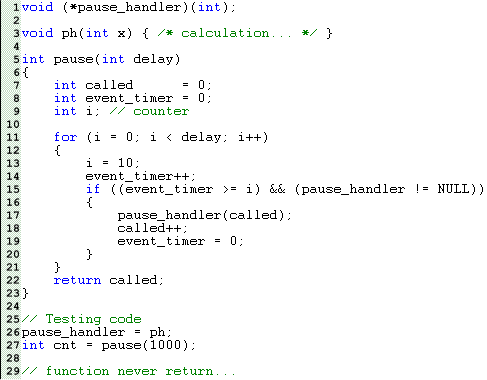 1 void (*pause_handler)(int);
2
3 void ph(int x) { /* calculation... */ }
4
5 int pause(int delay)
6 {
7     int called      = 0;
8     int event_timer = 0;
9     int i; // counter
10
11     for (i = 0; i < delay; i++)
12     {
13         i = 10;
14         event_timer++;
15         if ((event_timer >= i) && (pause_handler != NULL))
16         {
17             pause_handler(called);
18             called++;
19             event_timer = 0;
20         }
21     }
22     return called;
23 }
24
25 // Testing code
26 pause_handler = ph;
27 int cnt = pause(1000);
28
29 // function never return...